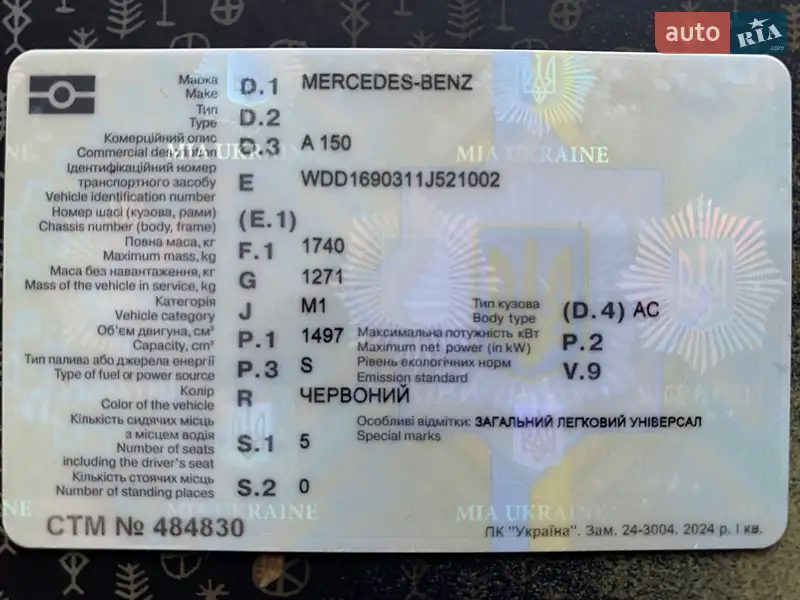 auto RIA.com
Марка D.1 MERCEDES-BENZ
Make
Тип D.2
Type
Комерційний опис D.3 A 150
Commercial description
MIA UKRAINE MIA UKRAINE
Ідентифікаційний номер
транспортного засобу E WDD1690311J521002
Vehicle identification number
Номер шасі (кузова, рами) (E.1)
Chassis number (body, frame)
Повна маса, кг F.1 1740
Maximum mass, kg
Маса без навантаження, кг G 1271
Mass of the vehicle in service, kg
Категорія J M1 Тип кузова (D.4) AC
Vehicle category Body type
Об'єм двигуна, см³ P.1 1497 Максимальна потужність кВт P.2
Capacity, cm³ Maximum net power (in kW)
Тип палива або джерела енергії P.3 S Рівень екологічних норм V.9
Type of fuel or power source Emission standard
Колір R ЧЕРВОНИЙ
Color of the vehicle
Кількість сидячих місць Особливі відмітки: ЗАГАЛЬНИЙ ЛЕГКОВИЙ УНІВЕРСАЛ
з місцем водія S.1 5 Special marks
Number of seats
including the driver's seat
Кількість стоячих місць S.2 0
Number of standing places
MIA UKRAINE MIA UKRAINE
СТМ № 484830
ПК "Україна". Зам. 24-3004. 2024 р. I кв.